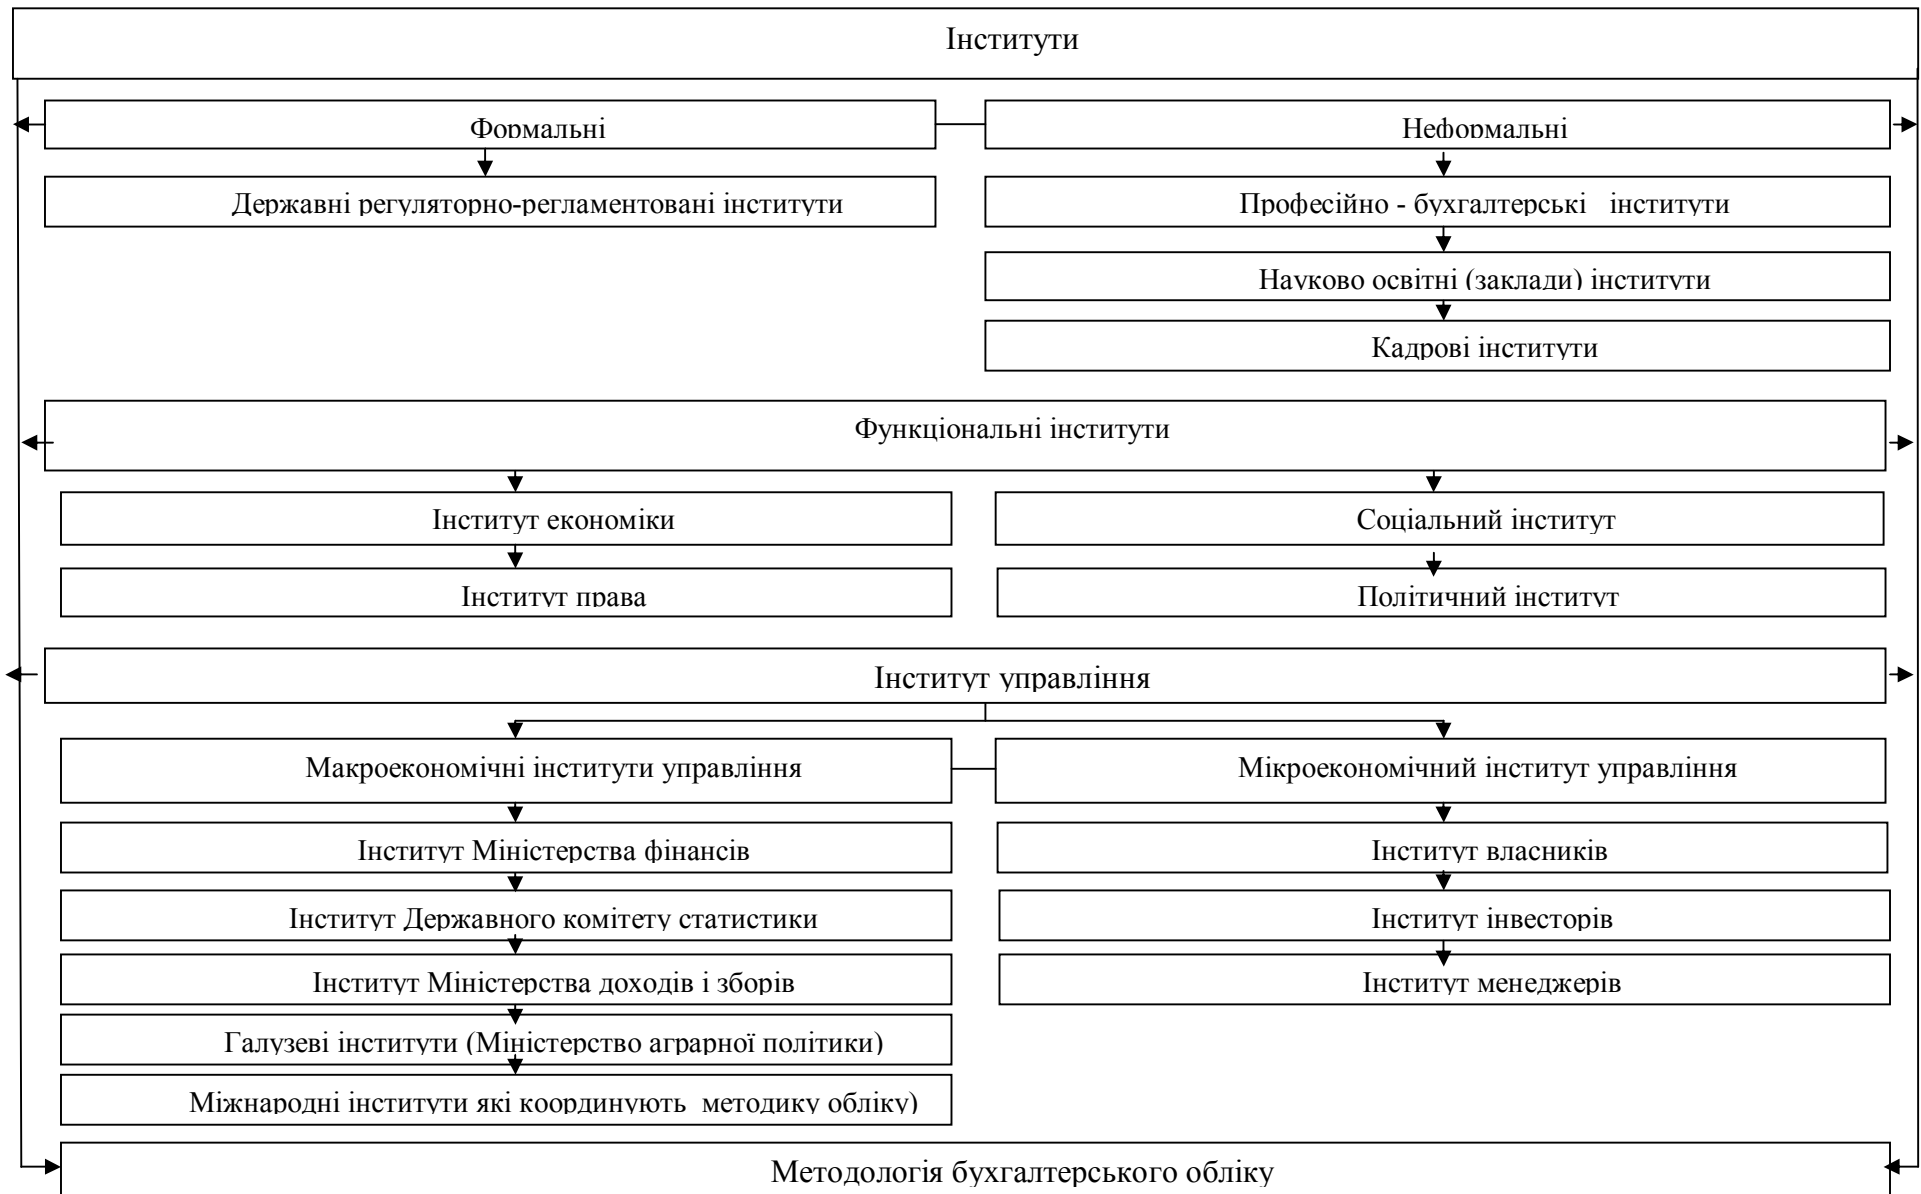 Інститути
Формальні
Неформальні
Державні регуляторно-регламентовані інститути
Професійно - бухгалтерські інститути
Науково освітні (заклади) інститути
Кадрові інститути
Функціональні інститути
Інститут економіки
Соціальний інститут
Інститут права
Політичний інститут
Інститут управління
Макроекономічні інститути управління
Мікроекономічний інститут управління
Інститут Міністерства фінансів
Інститут власників
Інститут Державного комітету статистики
Інститут інвесторів
Інститут Міністерства доходів і зборів
Інститут менеджерів
Галузеві інститути (Міністерство аграрної політики)
Міжнародні інститути які координують методику обліку)
Методологія бухгалтерського обліку